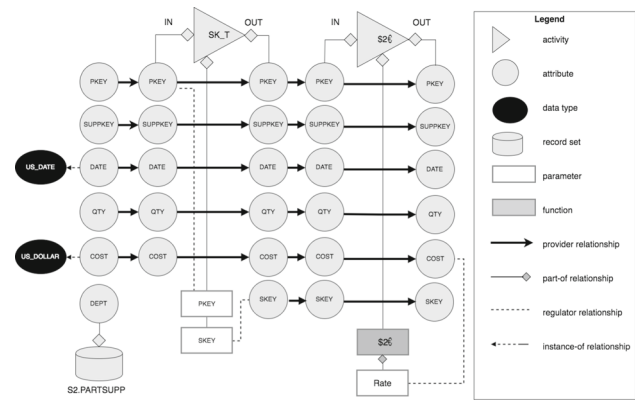 IN
SK_T
OUT
IN
$2€
OUT
Legend
activity
attribute
data type
record set
parameter
function
provider relationship
part-of relationship
regulator relationship
instance-of relationship
PKEY PKEY PKEY PKEY PKEY
SUPPKEY SUPPKEY SUPPKEY SUPPKEY SUPPKEY
US_DATE DATE DATE DATE DATE DATE
QTY QTY QTY QTY QTY
US_DOLLAR COST COST COST COST COST
DEPT PKEY SKEY SKEY SKEY
SKEY $2€
Rate
S2.PARTSUPP